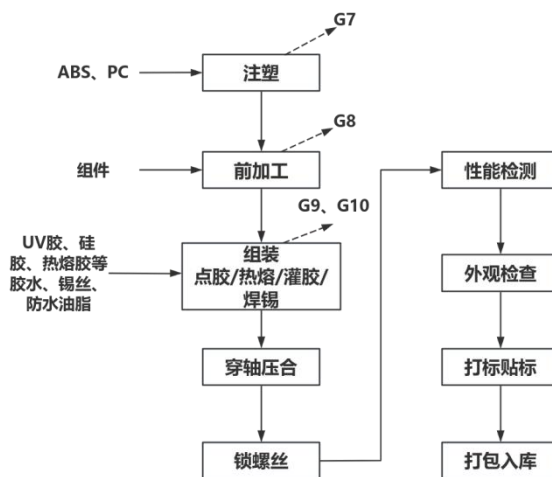 G7
ABS、PC
注塑
G8
组件
前加工
G9、G10
UV胶、硅
胶、热熔胶等
胶水、锡丝、
防水油脂
组装
点胶/热熔/灌胶/
焊锡
穿轴压合
锁螺丝
性能检测
外观检查
打标贴标
打包入库